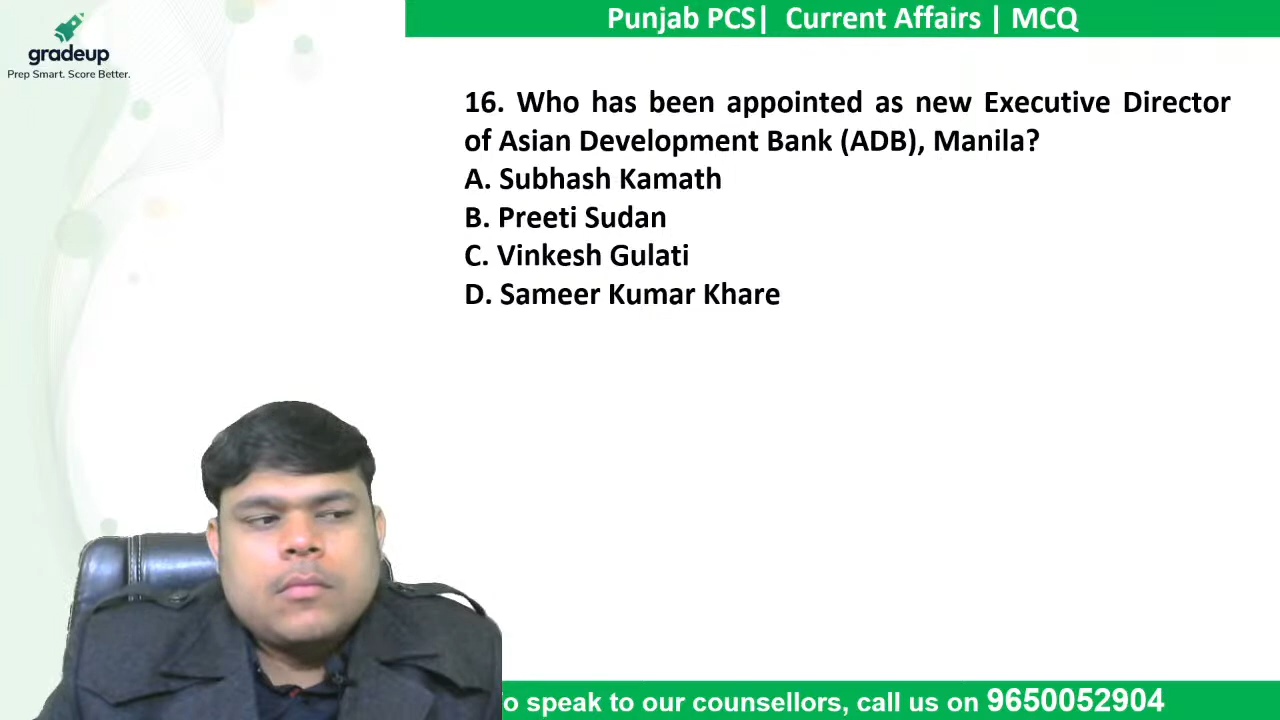 gradeup
Prep Smart. Score Better.
Punjab PCS| Current Affairs | MCQ
16. Who has been appointed as new Executive Director
of Asian Development Bank (ADB), Manila?
A. Subhash Kamath
B. Preeti Sudan
C. Vinkesh Gulati
D. Sameer Kumar Khare
o speak to our counsellors, call us on 9650052904